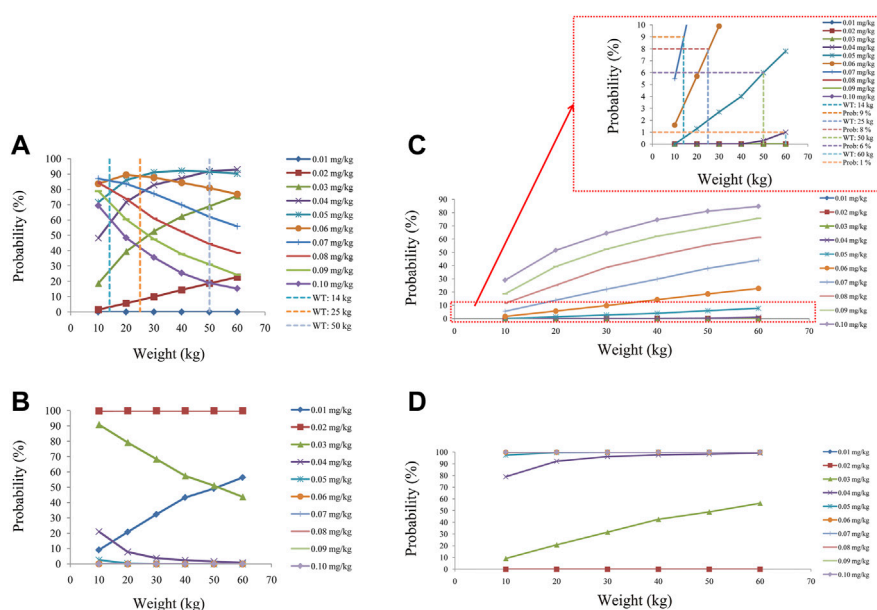 A
Probability (%)
100
90
80
70
60
50
40
30
20
10
0
0
10
20
30
40
50
60
70
Weight (kg)
0.01 mg/kg
0.02 mg/kg
0.03 mg/kg
0.04 mg/kg
0.05 mg/kg
0.06 mg/kg
0.07 mg/kg
0.08 mg/kg
0.09 mg/kg
0.10 mg/kg
WT: 14 kg
WT: 25 kg
WT: 50 kg
B
Probability (%)
100
90
80
70
60
50
40
30
20
10
0
0
10
20
30
40
50
60
70
Weight (kg)
0.01 mg/kg
0.02 mg/kg
0.03 mg/kg
0.04 mg/kg
0.05 mg/kg
0.06 mg/kg
0.07 mg/kg
0.08 mg/kg
0.09 mg/kg
0.10 mg/kg
C
Probability (%)
10
9
8
7
6
5
4
3
2
1
0
0
10
20
30
40
50
60
70
Weight (kg)
0.01 mg/kg
0.02 mg/kg
0.03 mg/kg
0.04 mg/kg
0.05 mg/kg
0.06 mg/kg
0.07 mg/kg
0.08 mg/kg
0.09 mg/kg
0.10 mg/kg
WT: 14 kg
Prob: 9 %
WT: 25 kg
Prob: 8 %
WT: 50 kg
Prob: 6 %
WT: 60 kg
Prob: 1 %
Probability (%)
90
80
70
60
50
40
30
20
10
0
0
10
20
30
40
50
60
70
Weight (kg)
0.01 mg/kg
0.02 mg/kg
0.03 mg/kg
0.04 mg/kg
0.05 mg/kg
0.06 mg/kg
0.07 mg/kg
0.08 mg/kg
0.09 mg/kg
0.10 mg/kg
D
Probability (%)
100
90
80
70
60
50
40
30
20
10
0
0
10
20
30
40
50
60
70
Weight (kg)
0.01 mg/kg
0.02 mg/kg
0.03 mg/kg
0.04 mg/kg
0.05 mg/kg
0.06 mg/kg
0.07 mg/kg
0.08 mg/kg
0.09 mg/kg
0.10 mg/kg